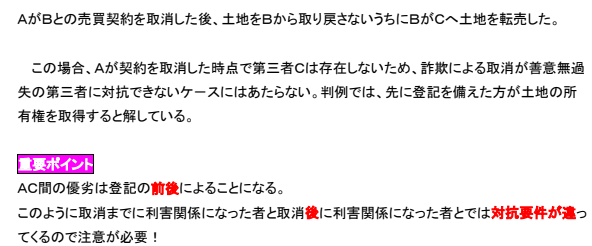 AがBとの売買契約を取消した後、土地をBから取り戻さないうちにBがCへ土地を転売した。
この場合、Aが契約を取消した時点で第三者Cは存在しないため、詐欺による取消が善意無過
失の第三者に対抗できないケースにはあたらない。判例では、先に登記を備えた方が土地の所
有権を取得すると解している。
重要ポイント
AC間の優劣は登記の前後によることになる。
このように取消までに利害関係になった者と取消後に利害関係になった者とでは対抗要件が違っ
てくるので注意が必要！